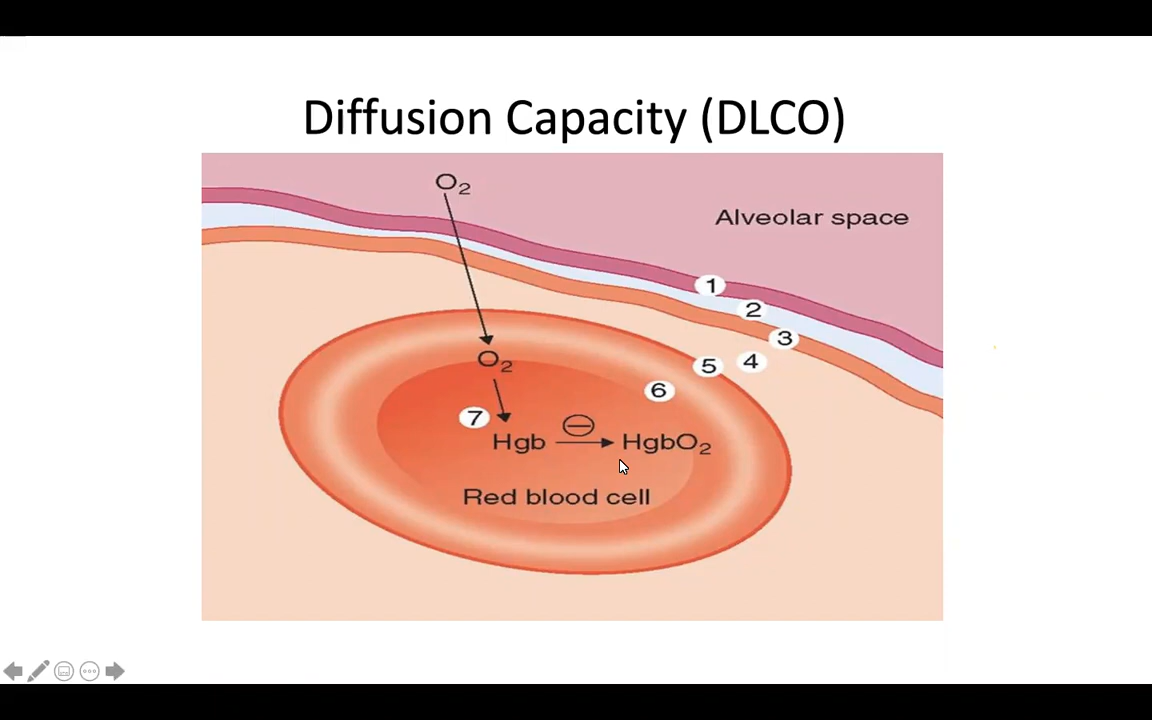 Diffusion Capacity (DLCO)
O₂
Alveolar space
1
2
3
O₂
5
4
6
7
Hgb
HgbO₂
Red blood cell